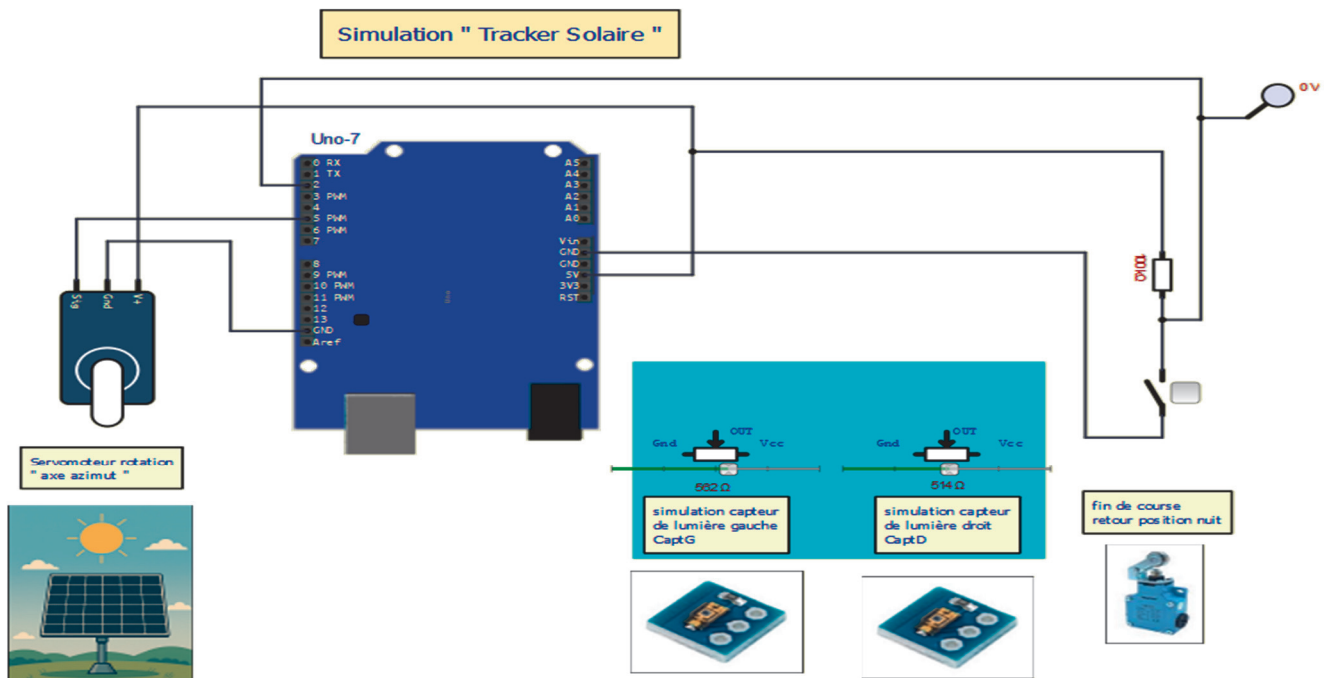 Simulation " Tracker Solaire "
0V
Uno-7
0 RX
1 TX
2
3 PWM
4
5 PWM
6 PWM
7
8
9 PWM
10 PWM
11 PWM
12
13
GND
Aref
A5
A4
A3
A2
A1
A0
Vin
GND
GND
5V
3V3
RST
Uno
100kΩ
Sig
Gnd
V+
Servomoteur rotation
" axe azimut "
Gnd
OUT
Vcc
562 Ω
simulation capteur
de lumière gauche
CaptG
Gnd
OUT
Vcc
514 Ω
simulation capteur
de lumière droit
CaptD
fin de course
retour position nuit